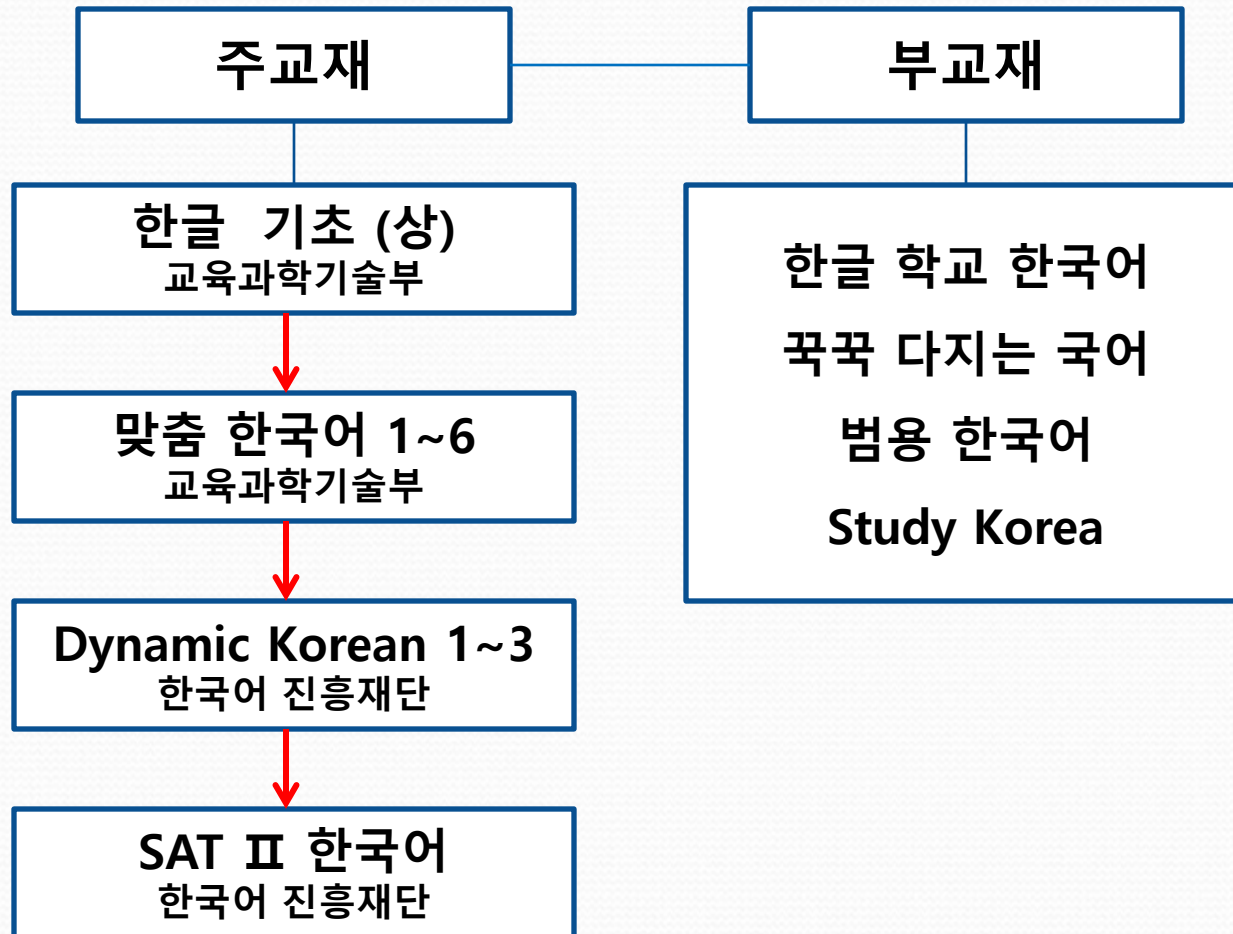 주교재
부교재
한글 기초 (상)
교육과학기술부
맞춤 한국어 1~6
교육과학기술부
Dynamic Korean 1~3
한국어 진흥재단
SAT Ⅱ 한국어
한국어 진흥재단
한글 학교 한국어
꾹꾹 다지는 국어
범용 한국어
Study Korea